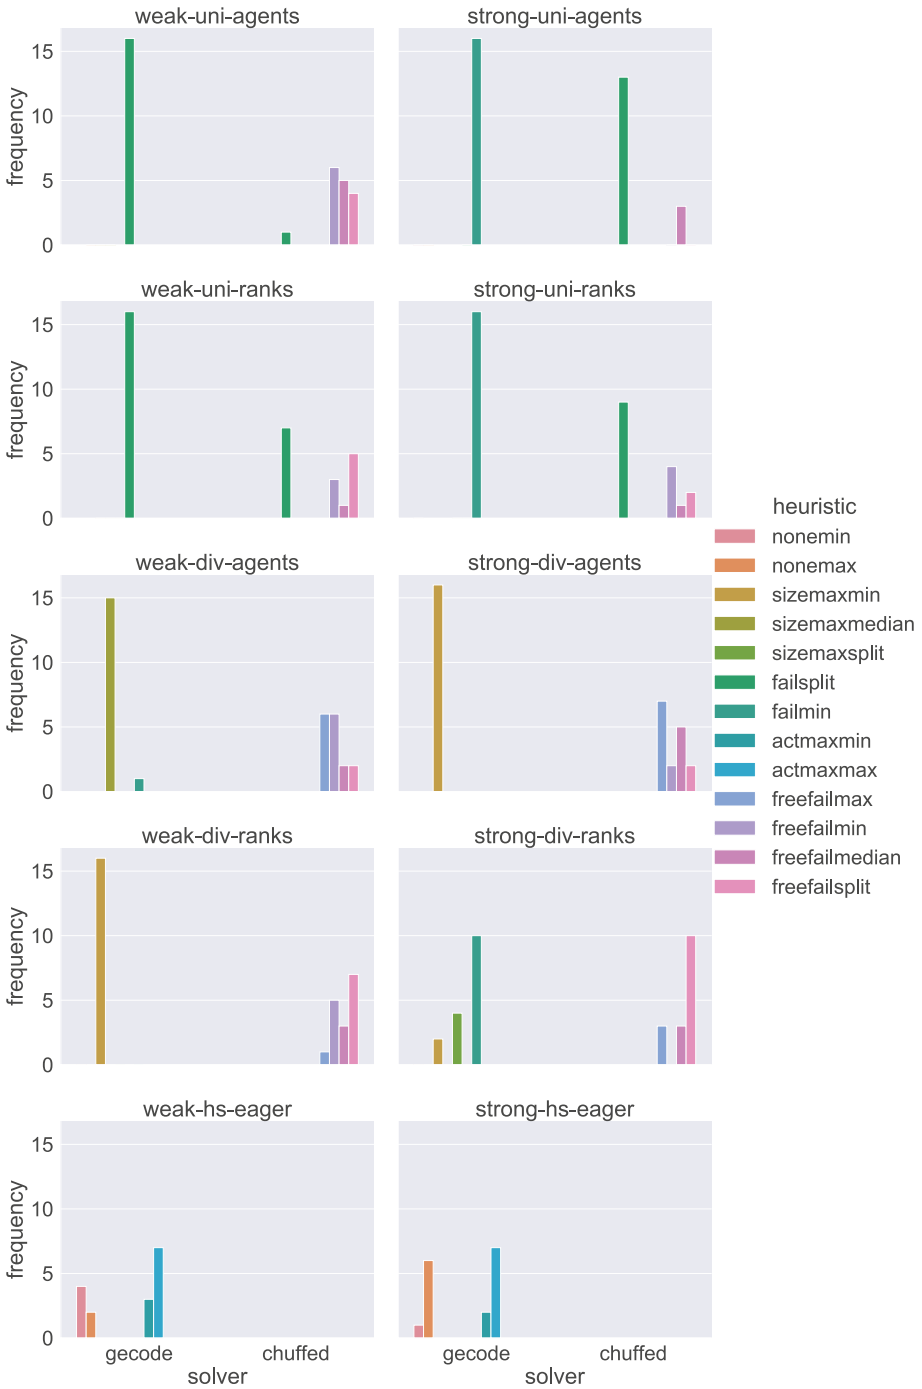 weak-uni-agents strong-uni-agents
15
10
5
0
frequency
weak-uni-ranks strong-uni-ranks
15
10
5
0
frequency
weak-div-agents strong-div-agents
15
10
5
0
frequency
weak-div-ranks strong-div-ranks
15
10
5
0
frequency
weak-hs-eager strong-hs-eager
15
10
5
0
frequency
gecode chuffed gecode chuffed
solver solver
heuristic
nonemin
nonemax
sizemaxmin
sizemaxmedian
sizemaxsplit
failsplit
failmin
actmaxmin
actmaxmax
freefailmax
freefailmin
freefailmedian
freefailsplit